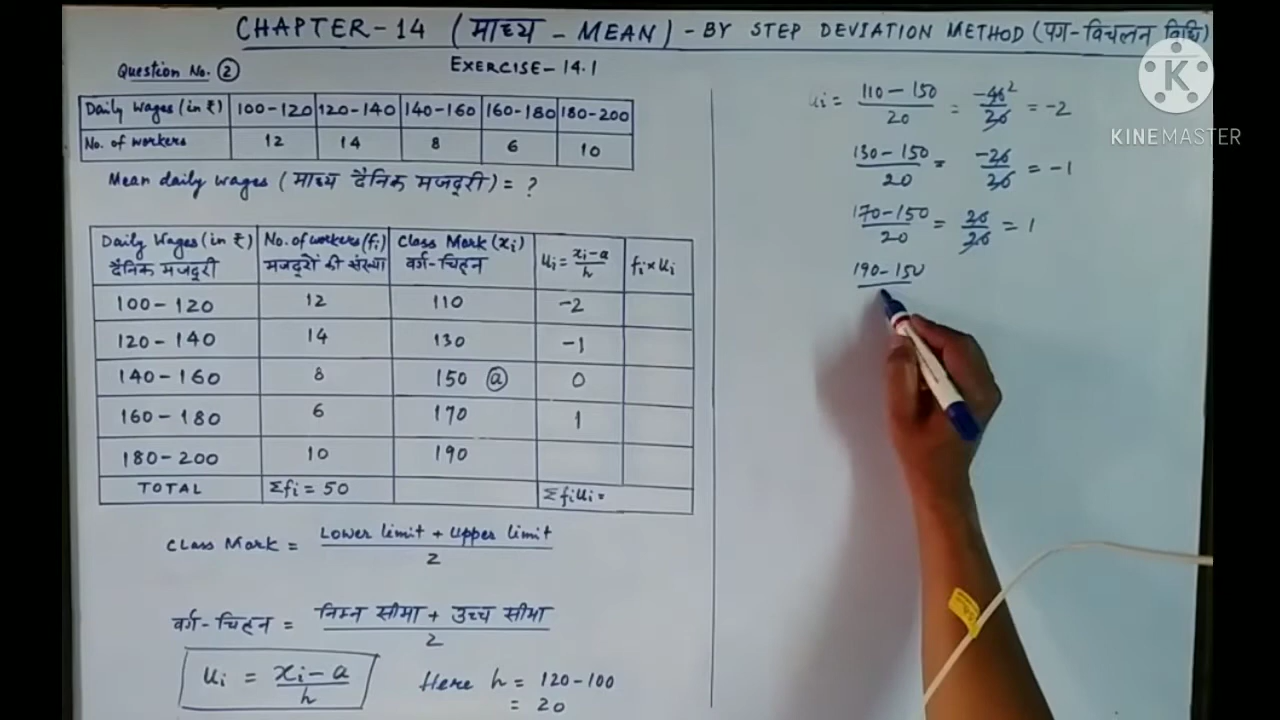 CHAPTER-14 (माध्य - MEAN) - BY STEP DEVIATION METHOD (पग-विचलन विधि)
Question No. 2
EXERCISE-14.1
Daily Wages (in ₹) 100-120 120-140 140-160 160-180 180-200
No. of workers 12 14 8 6 10
Mean daily wages (माध्य दैनिक मजदूरी) = ?
Daily Wages (in ₹) No. of workers (fi) Class Mark (xi) ui = xi-a/h fi×ui
दैनिक मजदूरी मजदूरों की संख्या वर्ग-चिहन
100-120 12 110 -2
120-140 14 130 -1
140-160 8 150 a 0
160-180 6 170 1
180-200 10 190
TOTAL Σfi = 50 Σfiui =
Class Mark = Lower limit + Upper limit / 2
वर्ग-चिहन = निम्न सीमा + उच्च सीमा / 2
ui = xi-a / h
Here h = 120-100
= 20
ui = 110-150 / 20 = -40 2 / 20 = -2
130-150 / 20 = -20 / 20 = -1
170-150 / 20 = 20 / 20 = 1
190-150
K
KINEMASTER